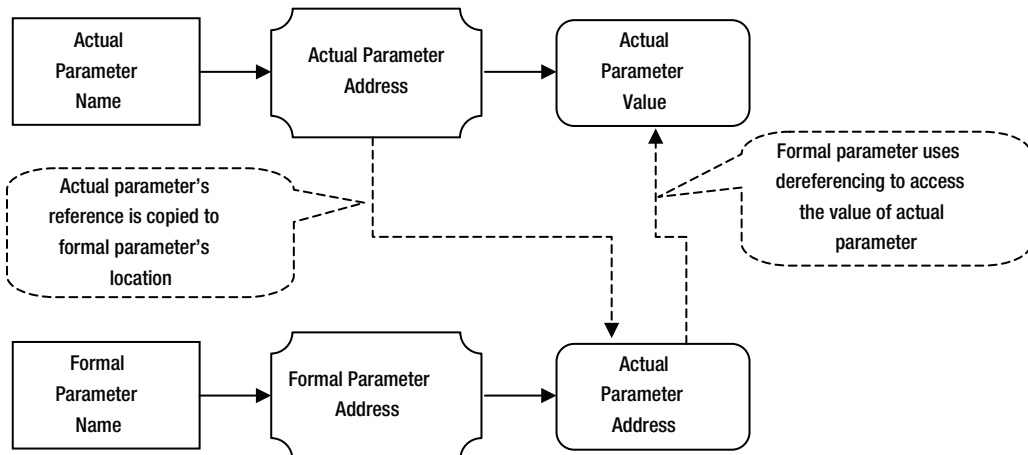 Actual
Parameter
Name
Actual Parameter
Address
Actual
Parameter
Value
Actual parameter’s
reference is copied to
formal parameter’s
location
Formal parameter uses
dereferencing to access
the value of actual
parameter
Formal
Parameter
Name
Formal Parameter
Address
Actual
Parameter
Address